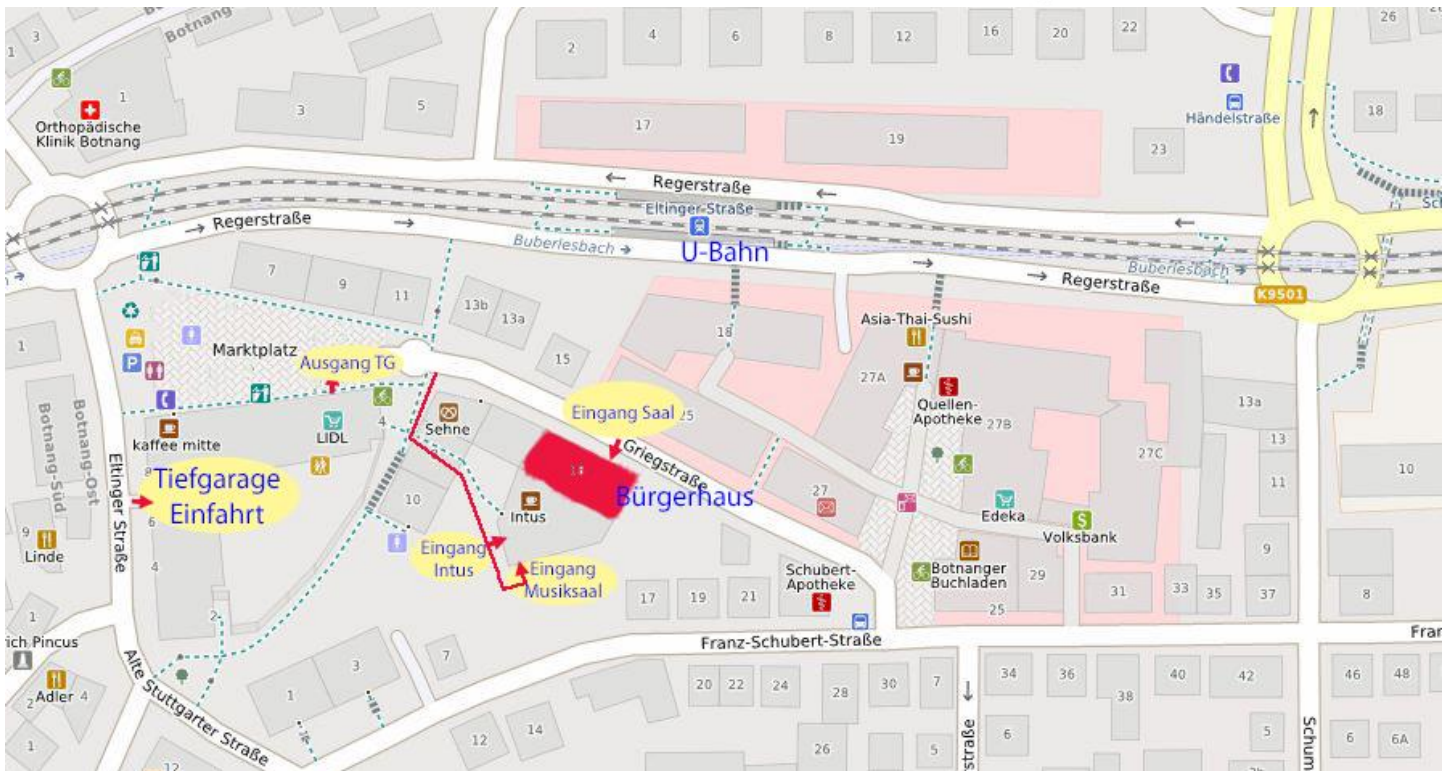 Botnang
3
1
1
Orthopädische
Klinik Botnang
3
5
2
4
6
8
12
16
20
22
26
17
19
23
Händelstraße
18
Regerstraße
Eltinger Straße
U-Bahn
Regerstraße
Buberlesbach
Buberlesbach
Regerstraße
K9501
7
9
11
13b
13a
15
18
Asia-Thai-Sushi
27A
Quellen-
Apotheke
27B
27C
13a
13
11
10
1
Marktplatz
Ausgang TG
Eingang Saal
25
Griegstraße
Bürgerhaus
Botnang-Süd
Botnang-Ost
kaffee mitte
LIDL
4
Sehne
8
Tiefgarage
Einfahrt
Eltinger Straße
6
4
2
10
Intus
Eingang
Intus
Eingang
Musiksaal
27
Edeka
Volksbank
Botnanger
Buchladen
29
25
31
33
35
9
37
8
9
Linde
1
rich Pincus
Adler
2
4
1
Alte Stuttgarter Straße
12
1
3
7
17
19
21
Schubert-
Apotheke
Franz-Schubert-Straße
Fran
12
14
20
22
24
28
30
7
26
5
34
36
38
40
42
46
48
6
5
6
6A
straße
Schum